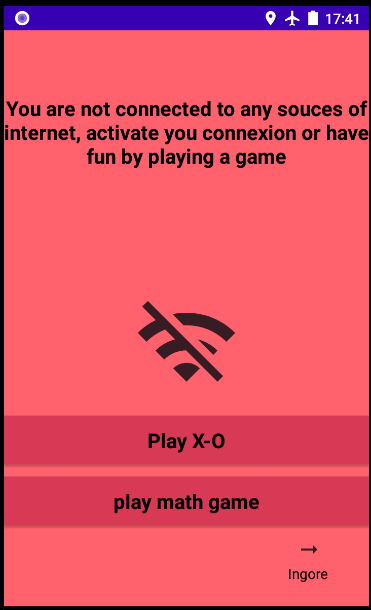 17:41
You are not connected to any souces of
internet, activate you connexion or have
fun by playing a game
Play X-O
play math game
Ingore